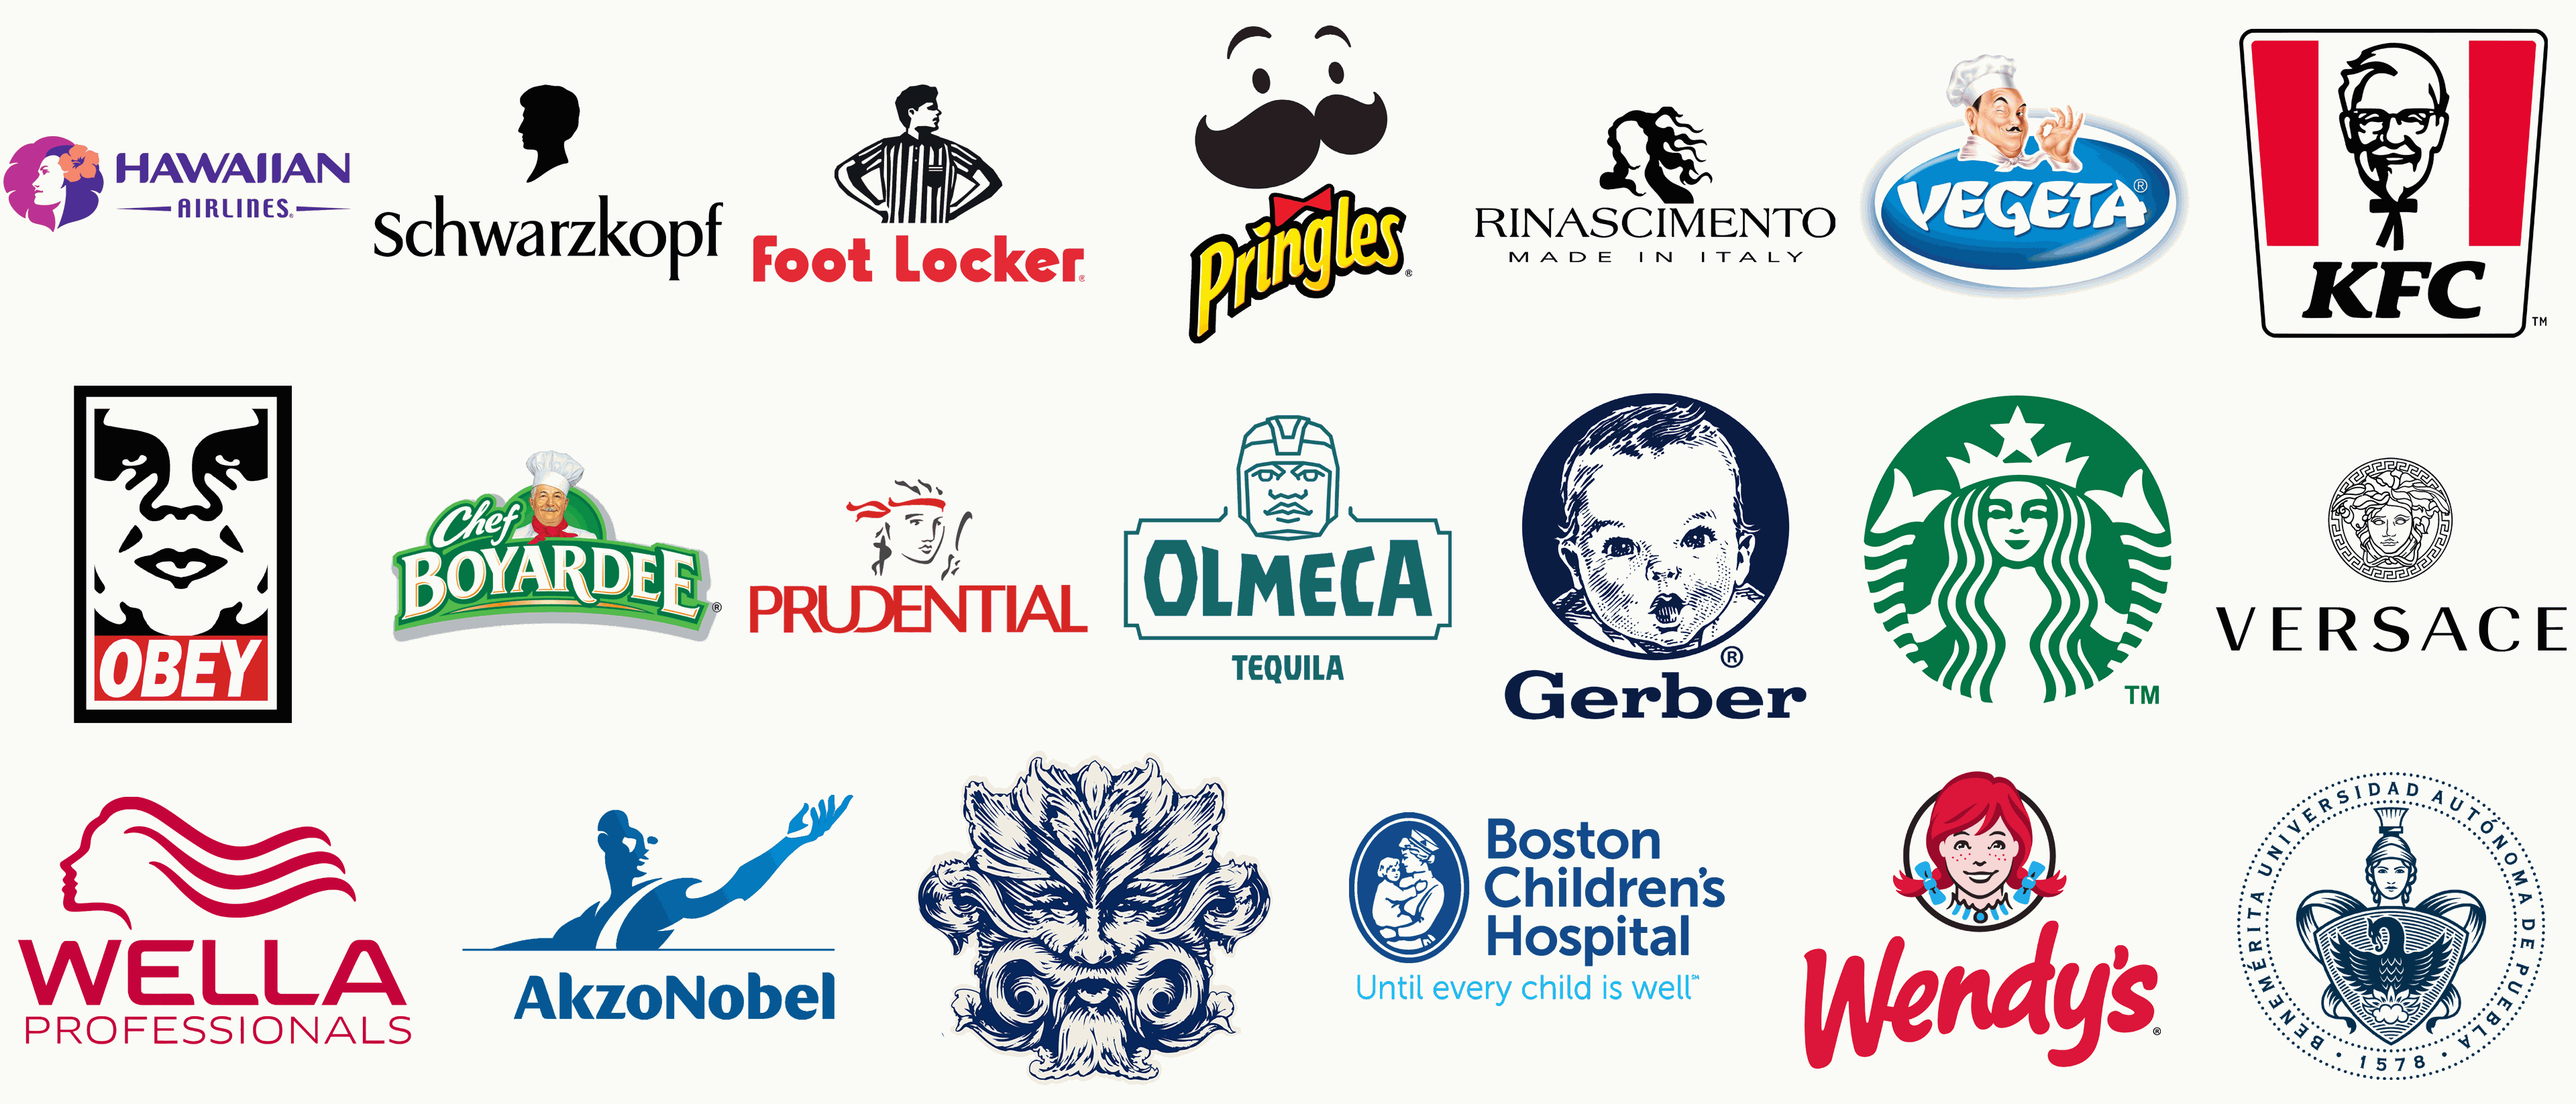 HAWAIIAN
AIRLINES®
Schwarzkopf
Foot Locker®
Pringles®
RINASCIMENTO
MADE IN ITALY
VEGETA®
KFC
TM
OBEY
Chef
BOYARDEE®
PRUDENTIAL
OLMECA
TEQUILA
®
Gerber
TM
VERSACE
WELLA
PROFESSIONALS
AkzoNobel
Boston
Children's
Hospital
Until every child is well℠
Wendy's®
BENEMÉRITA UNIVERSIDAD AUTÓNOMA DE PUEBLA
• 1578 •